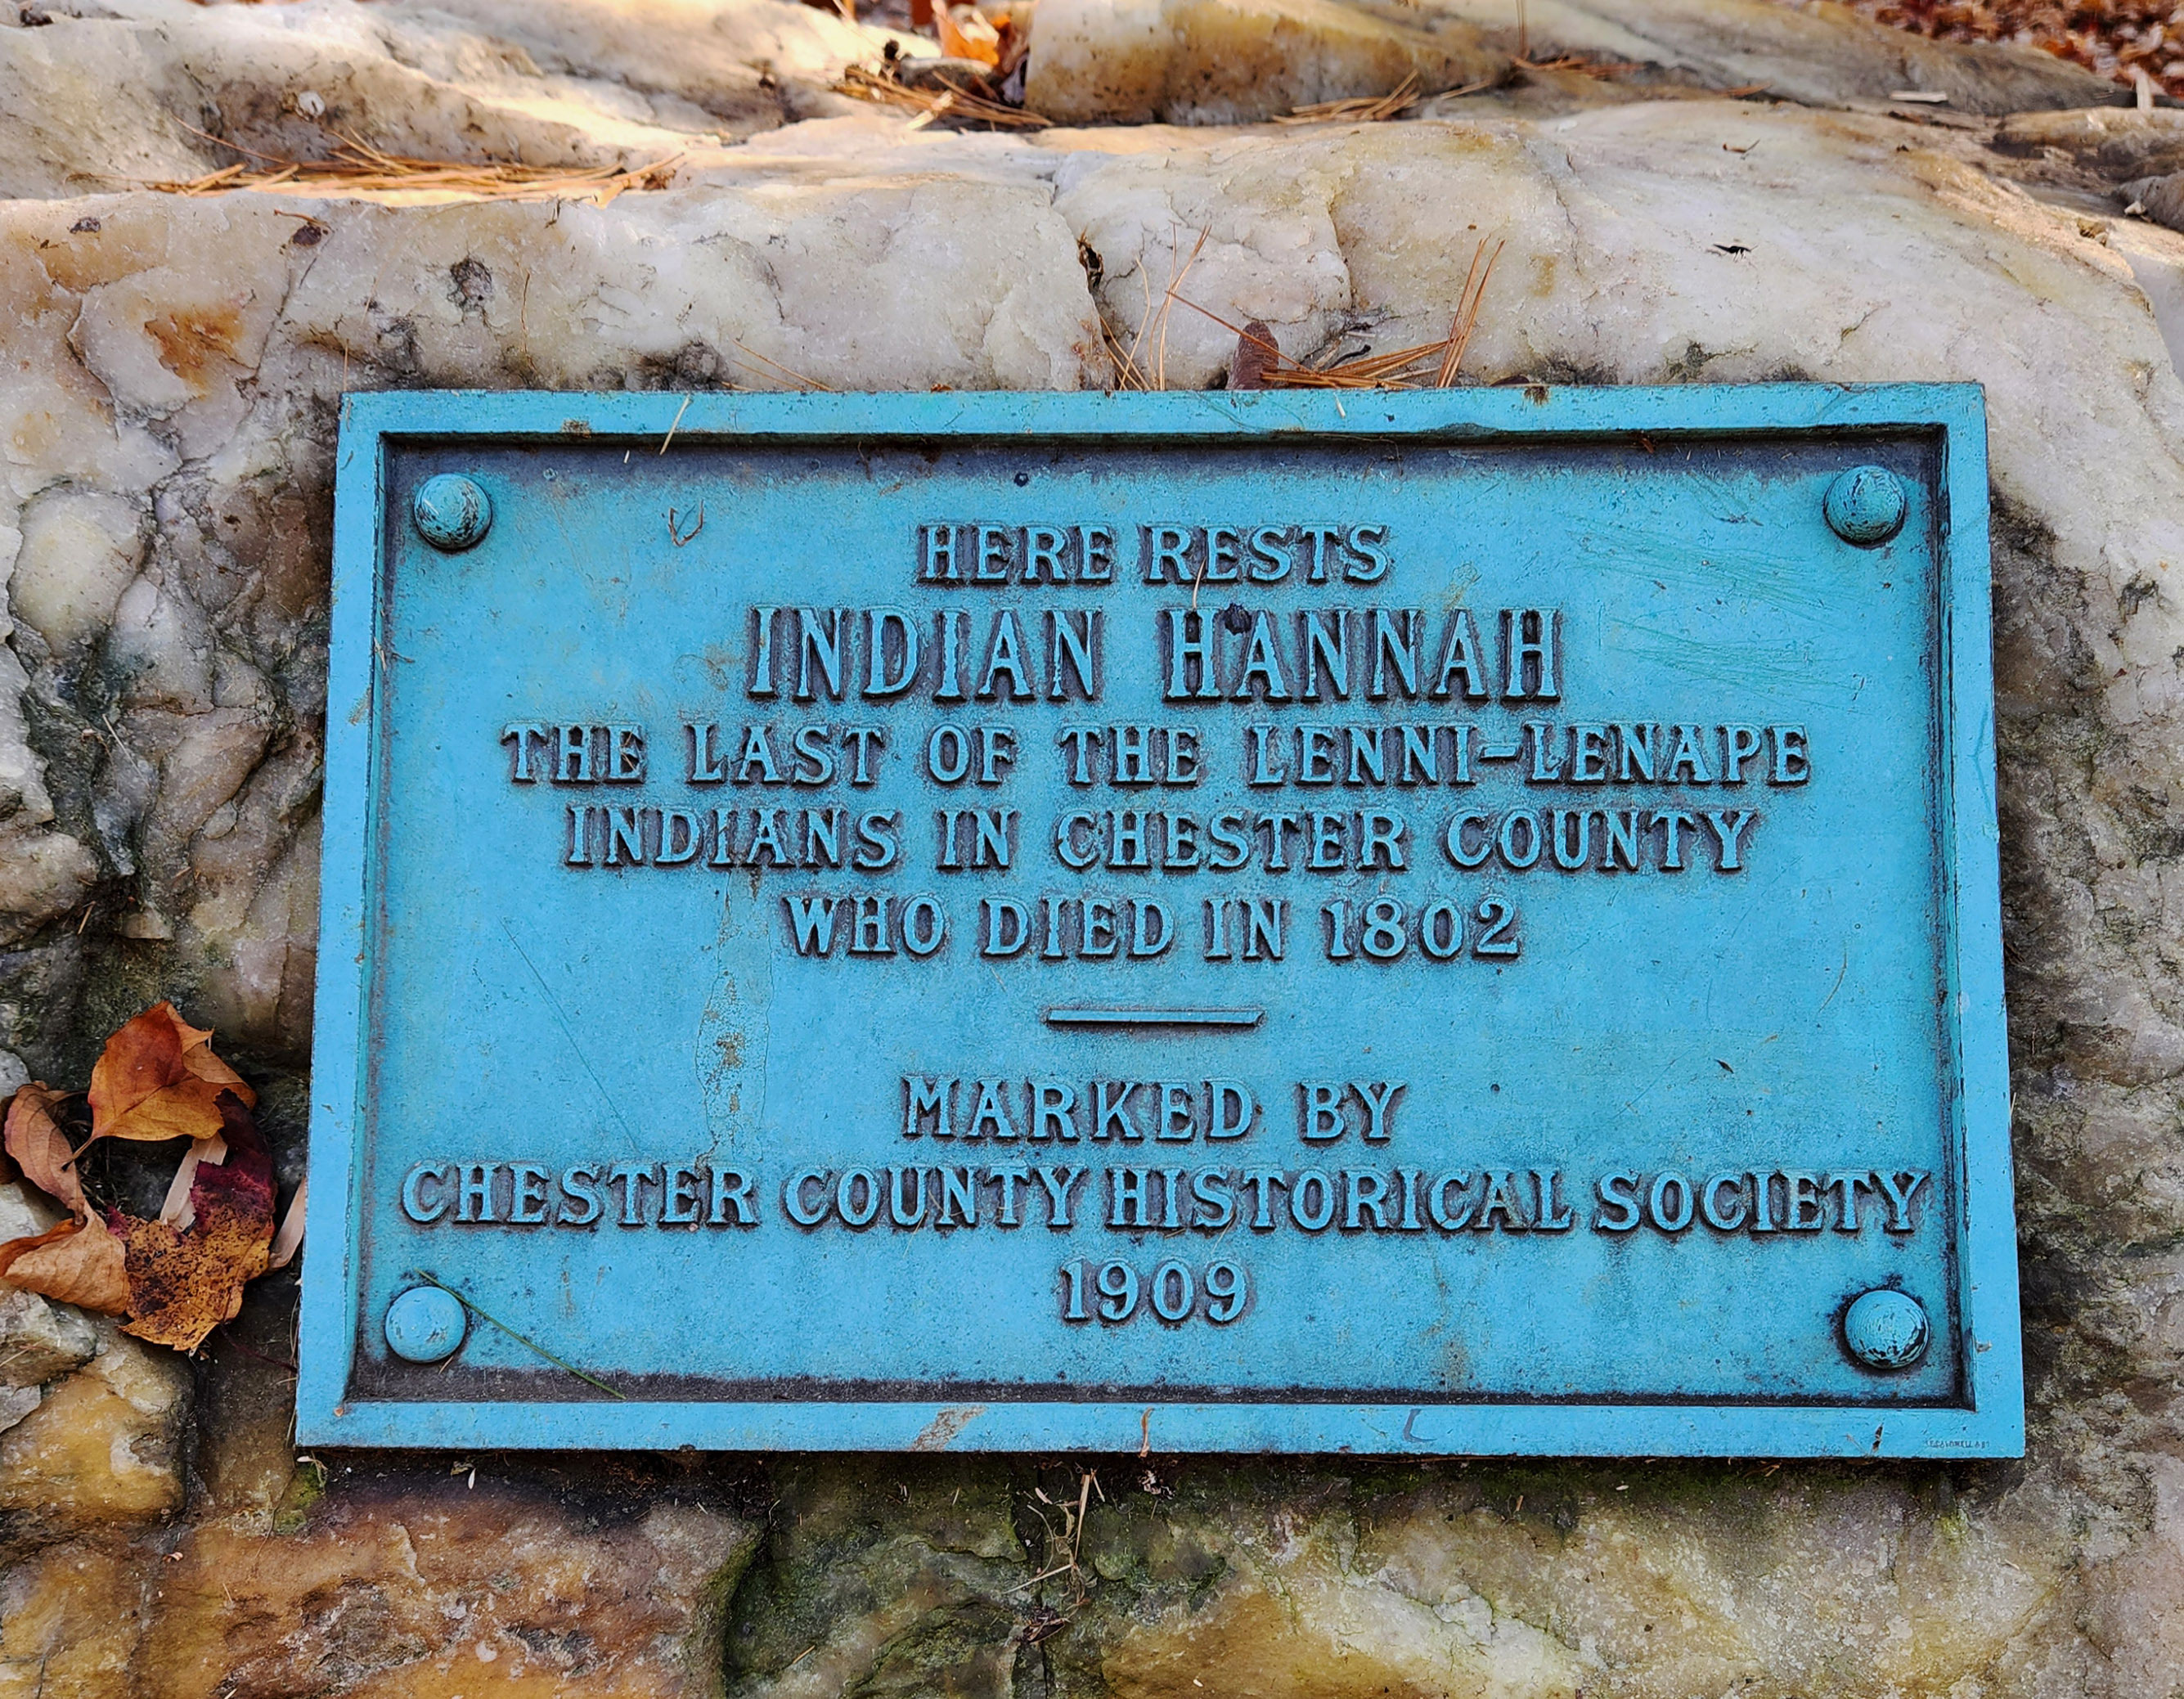 HERE RESTS
INDIAN HANNAH
THE LAST OF THE LENNI-LENAPE
INDIANS IN CHESTER COUNTY
WHO DIED IN 1802
MARKED BY
CHESTER COUNTY HISTORICAL SOCIETY
1909